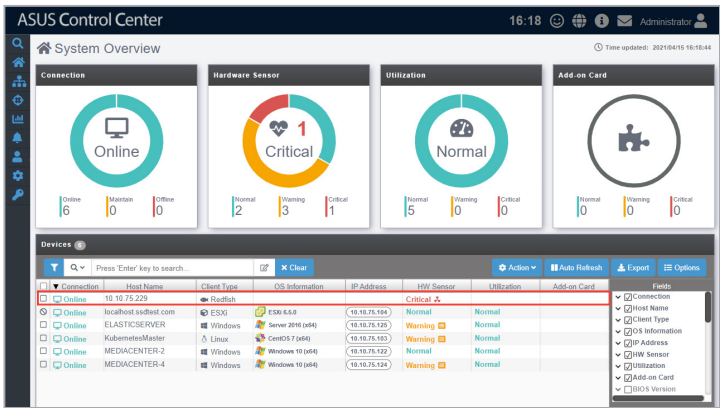 ASUS Control Center
16:18
Administrator
System Overview
Time updated: 2021/04/15 16:18:44
Connection
Hardware Sensor
Utilization
Add-on Card
Online
1
Critical
Normal
Online Maintain Offline
6 0 0
Normal Warning Critical
2 3 1
Normal Warning Critical
5 0 0
Normal Warning Critical
0 0 0
Devices 6
Press 'Enter' key to search...
Clear
Action
Auto Refresh
Export
Options
Connection Host Name Client Type OS Information IP Address HW Sensor Utilization Add-on Card
Online 10.10.75.229 Redfish Critical
Online localhost.ssdtest.com ESXi ESXi 6.5.0 10.10.75.104 Normal Normal
Online ELASTICSERVER Windows Server 2016 (x64) 10.10.75.125 Warning Normal
Online KubernetesMaster Linux CentOS 7 (x64) 10.10.75.103 Warning Normal
Online MEDIACENTER-2 Windows Windows 10 (x64) 10.10.75.122 Normal Normal
Online MEDIACENTER-4 Windows Windows 10 (x64) 10.10.75.124 Warning Normal
Fields
Connection
Host Name
Client Type
OS Information
IP Address
HW Sensor
Utilization
Add-on Card
BIOS Version